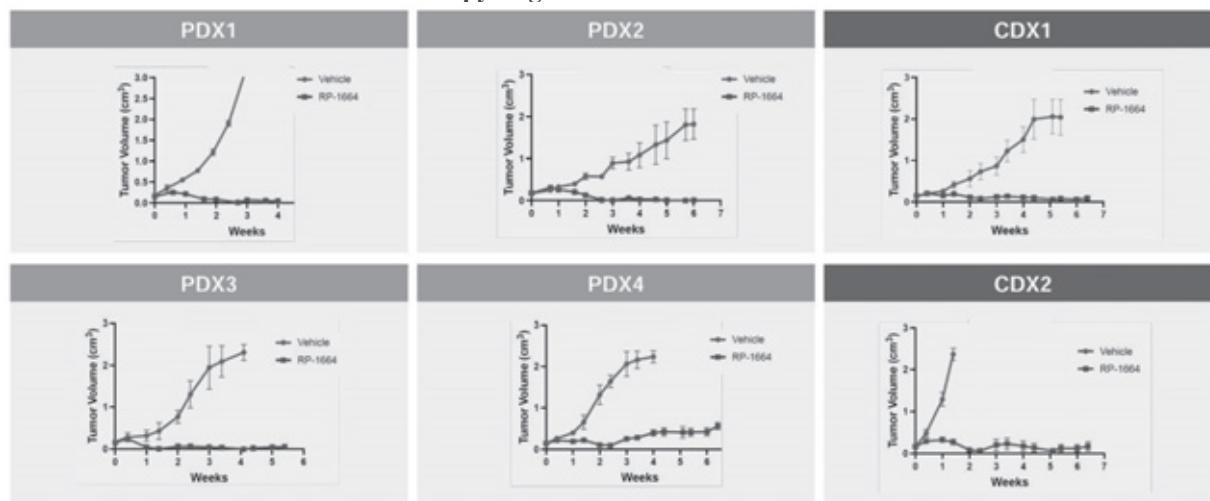 PDX1
PDX2
CDX1
Tumor Volume (cm³)
3.0
2.5
2.0
1.5
1.0
0.5
0.0
0 1 2 3 4
Weeks
Vehicle
RP-1664
Tumor Volume (cm³)
3
2
1
0
0 1 2 3 4 5 6 7
Weeks
Vehicle
RP-1664
Tumor Volume (cm³)
3
2
1
0
0 1 2 3 4 5 6 7
Weeks
Vehicle
RP-1664
PDX3
PDX4
CDX2
Tumor Volume (cm³)
3
2
1
0
0 1 2 3 4 5 6
Weeks
Vehicle
RP-1664
Tumor Volume (cm³)
3
2
1
0
0 1 2 3 4 5 6
Weeks
Vehicle
RP-1664
Tumor Volume (cm³)
3
2
1
0
0 1 2 3 4 5 6 7
Weeks
Vehicle
RP-1664